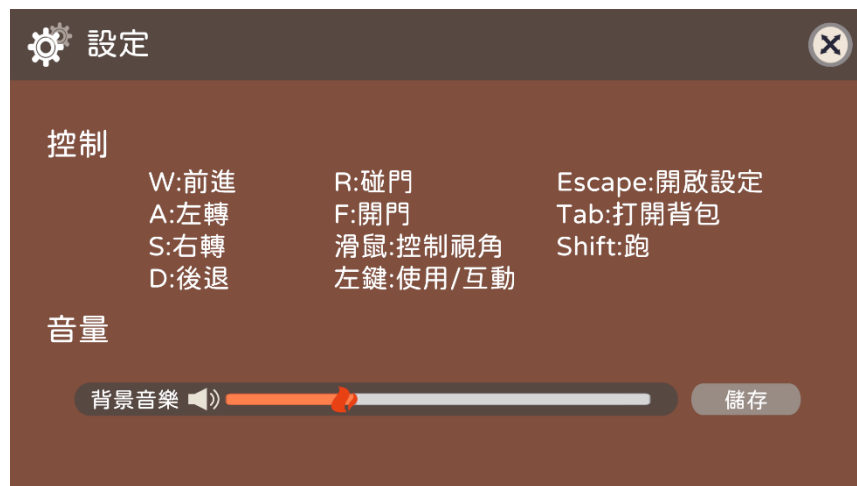 設定
控制
W:前進
A:左轉
S:右轉
D:後退
R:碰門
F:開門
滑鼠:控制視角
左鍵:使用/互動
Escape:開啟設定
Tab:打開背包
Shift:跑
音量
背景音樂
儲存